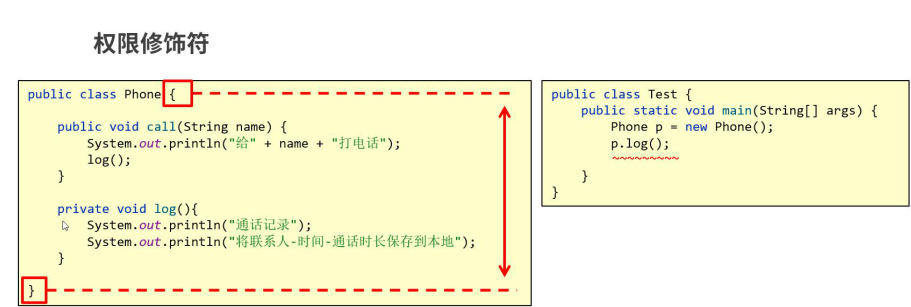 权限修饰符
public class Phone {
public void call(String name) {
System.out.println("给" + name + "打电话");
log();
}
private void log(){
System.out.println("通话记录");
System.out.println("将联系人-时间-通话时长保存到本地");
}
}
public class Test {
public static void main(String[] args) {
Phone p = new Phone();
p.log();
}
}